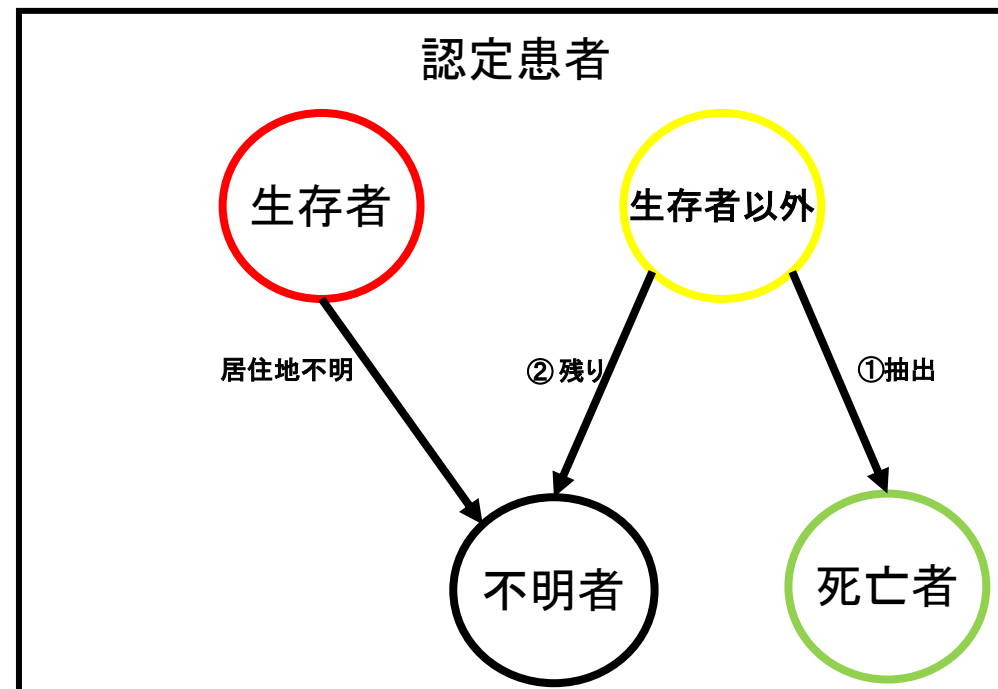 認定患者
生存者
生存者以外
居住地不明
②残り
①抽出
不明者
死亡者